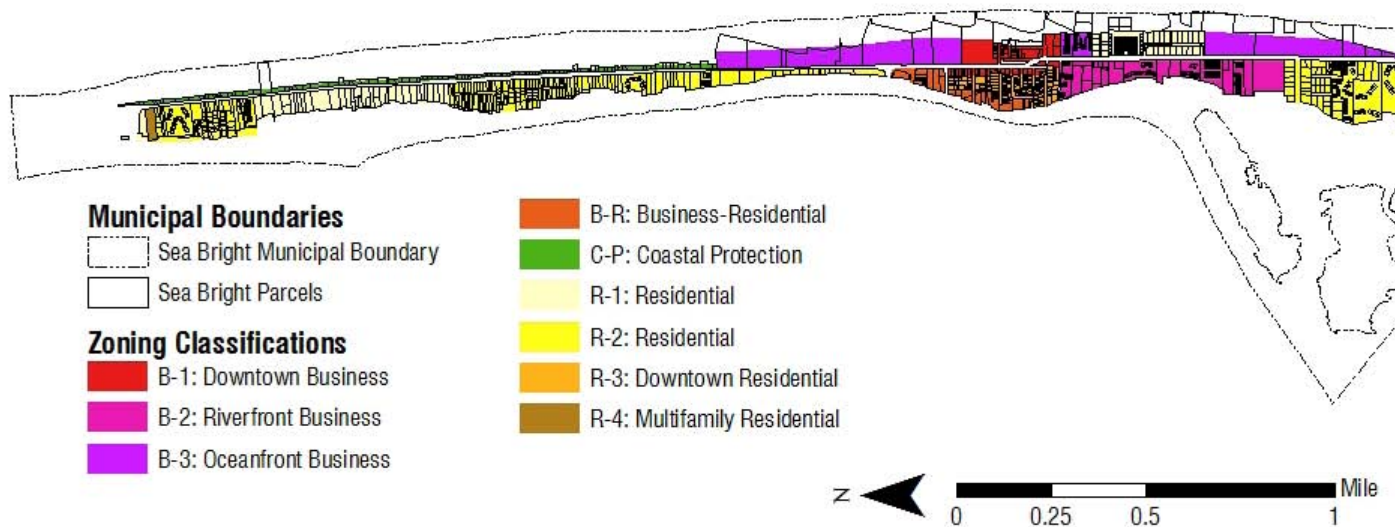 Municipal Boundaries
Sea Bright Municipal Boundary
Sea Bright Parcels
Zoning Classifications
B-1: Downtown Business
B-2: Riverfront Business
B-3: Oceanfront Business
B-R: Business-Residential
C-P: Coastal Protection
R-1: Residential
R-2: Residential
R-3: Downtown Residential
R-4: Multifamily Residential
N
Mile
0 0.25 0.5 1